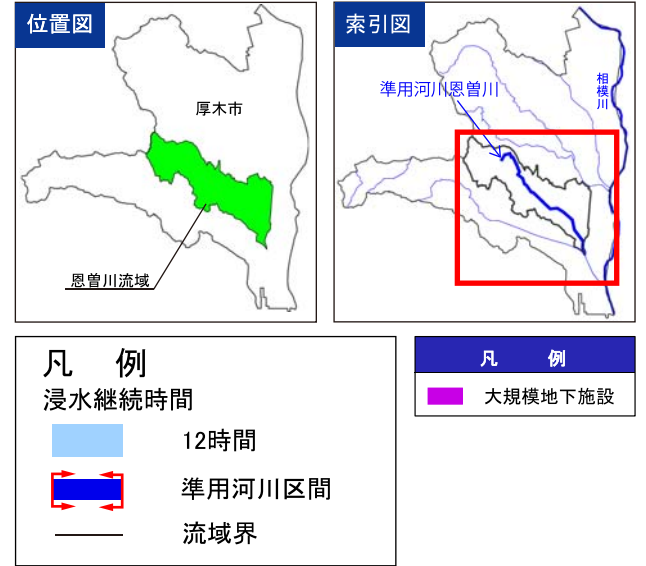 位置図
厚木市
恩曽川流域
索引図
準用河川恩曽川
相模川
凡 例
浸水継続時間
12時間
準用河川区間
流域界
凡 例
大規模地下施設